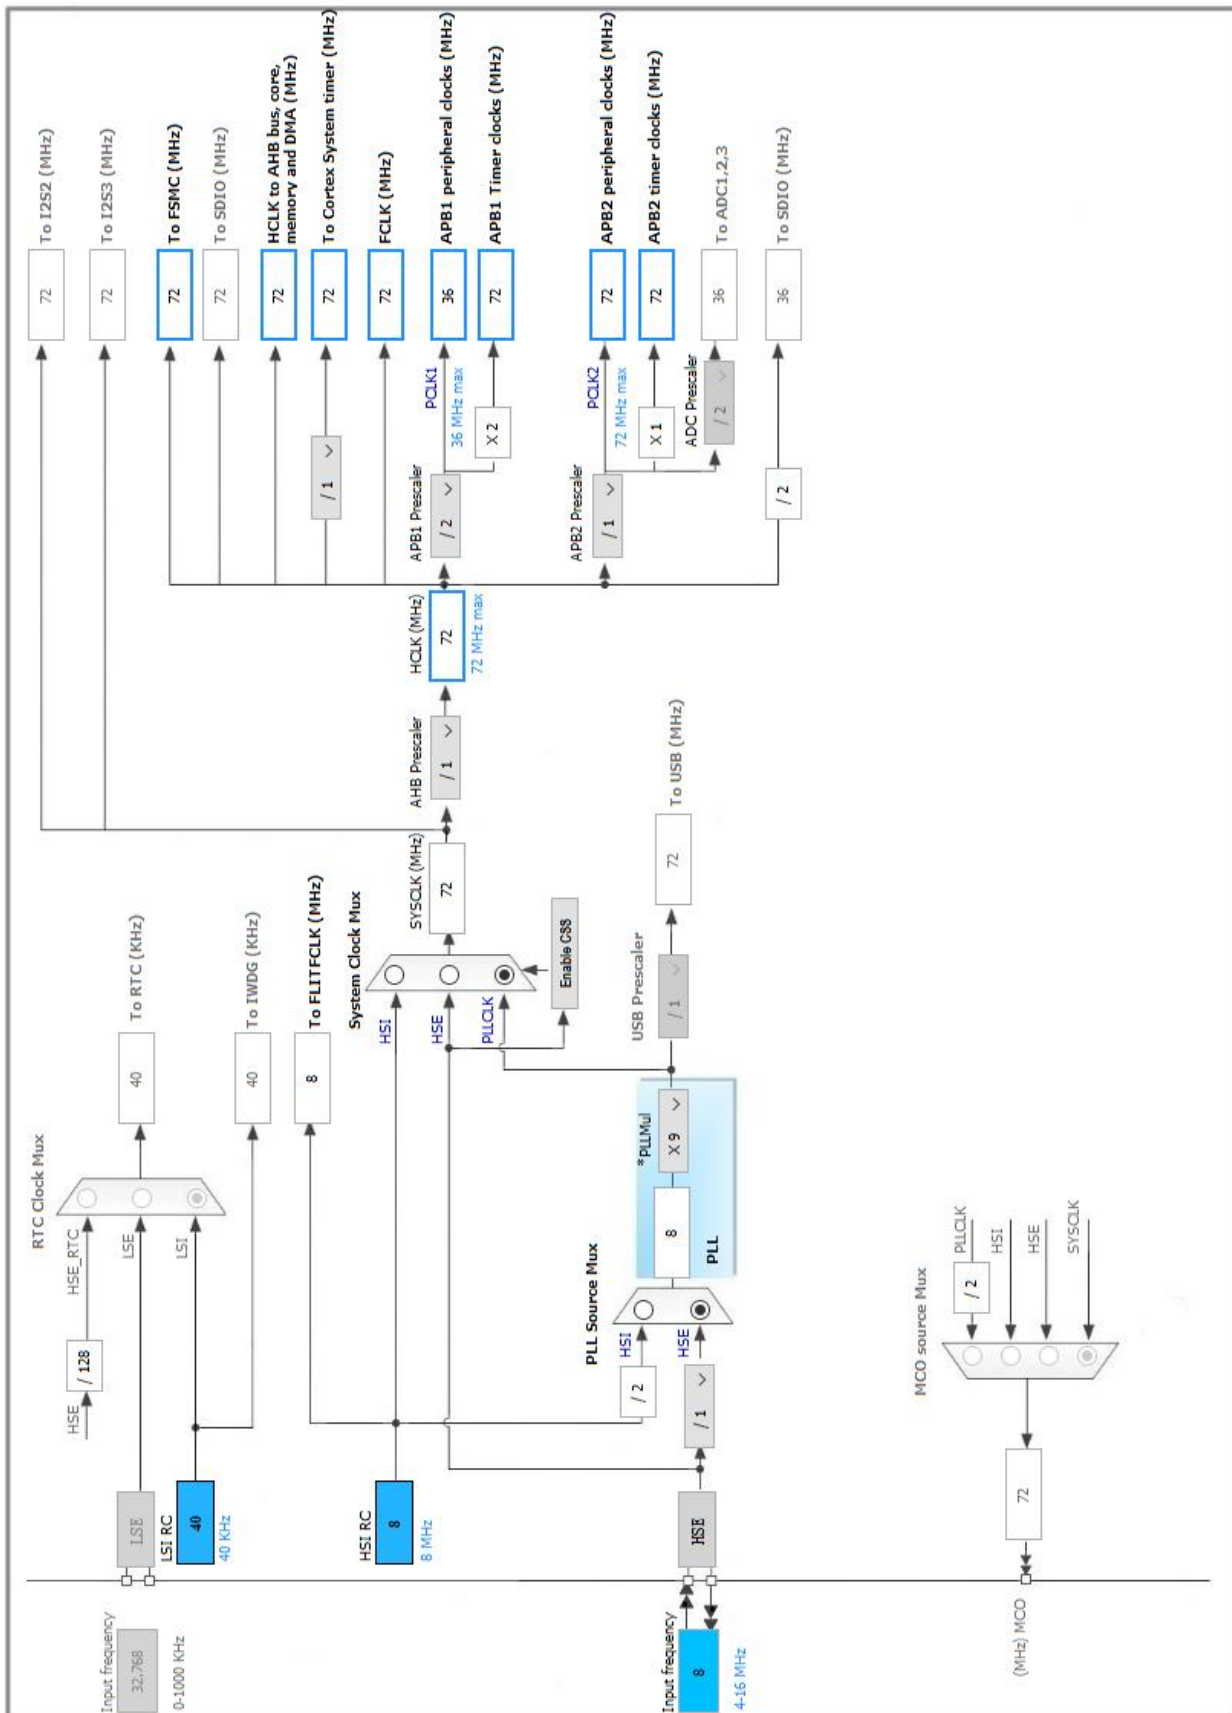 Input frequency
32.768
0-1000 KHz
LSE
LSI RC
40
40 KHz
HSE
/ 128
HSE_RTC
LSE
LSI
RTC Clock Mux
40
To RTC (KHz)
40
To IWDG (KHz)
8
To FLITFCLK (MHz)
HSI RC
8
8 MHz
Input frequency
8
4-16 MHz
HSE
/ 1
/ 2
HSI
HSE
PLL Source Mux
8
*PLLMul
X 9
PLL
USB Prescaler
/ 1
72
To USB (MHz)
System Clock Mux
HSI
HSE
PLLCLK
Enable CSS
SYSCLK (MHz)
72
AHB Prescaler
/ 1
HCLK (MHz)
72
72 MHz max
72
To I2S2 (MHz)
72
To I2S3 (MHz)
72
To FSMC (MHz)
72
To SDIO (MHz)
72
HCLK to AHB bus, core,
memory and DMA (MHz)
/ 1
72
To Cortex System timer (MHz)
72
FCLK (MHz)
APB1 Prescaler
/ 2
PCLK1
36 MHz max
36
APB1 peripheral clocks (MHz)
X 2
72
APB1 Timer clocks (MHz)
APB2 Prescaler
/ 1
PCLK2
72 MHz max
72
APB2 peripheral clocks (MHz)
X 1
72
APB2 timer clocks (MHz)
ADC Prescaler
/ 2
36
To ADC1,2,3
/ 2
36
To SDIO (MHz)
(MHz) MCO
72
MCO source Mux
/ 2
PLLCLK
HSI
HSE
SYSCLK